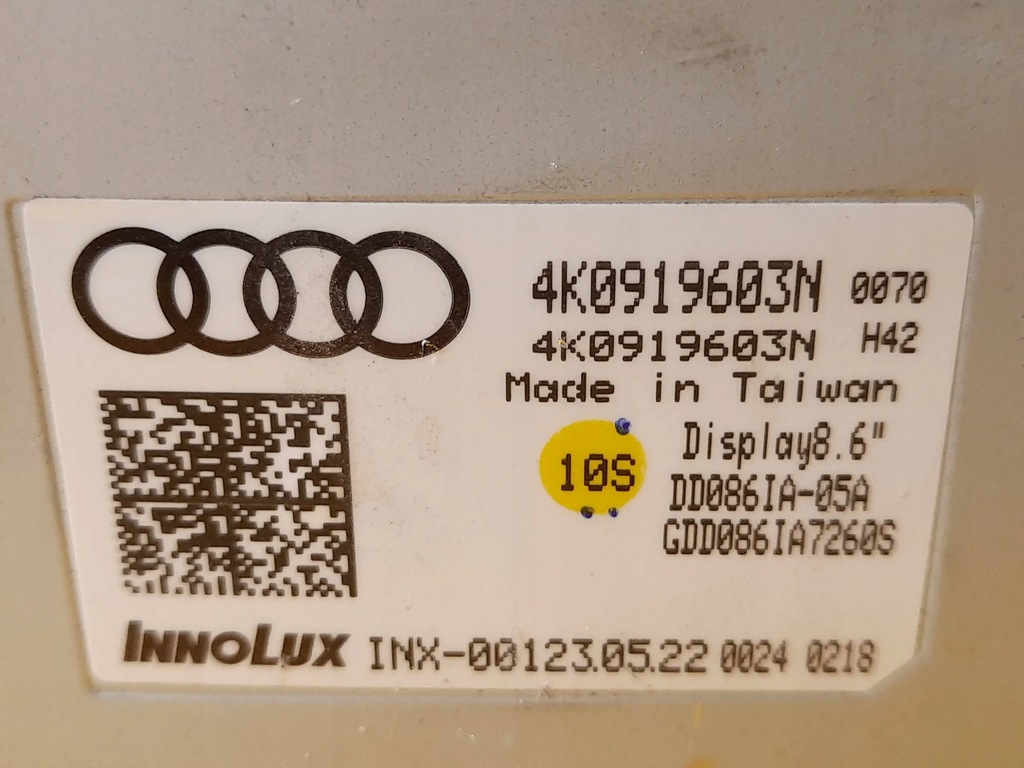 4K0919603N 0070
4K0919603N H42
Made in Taiwan
10S
Display8.6"
DD086IA-05A
GDD086IA7260S
INNOLUX INX-00123.05.22 0024 0218